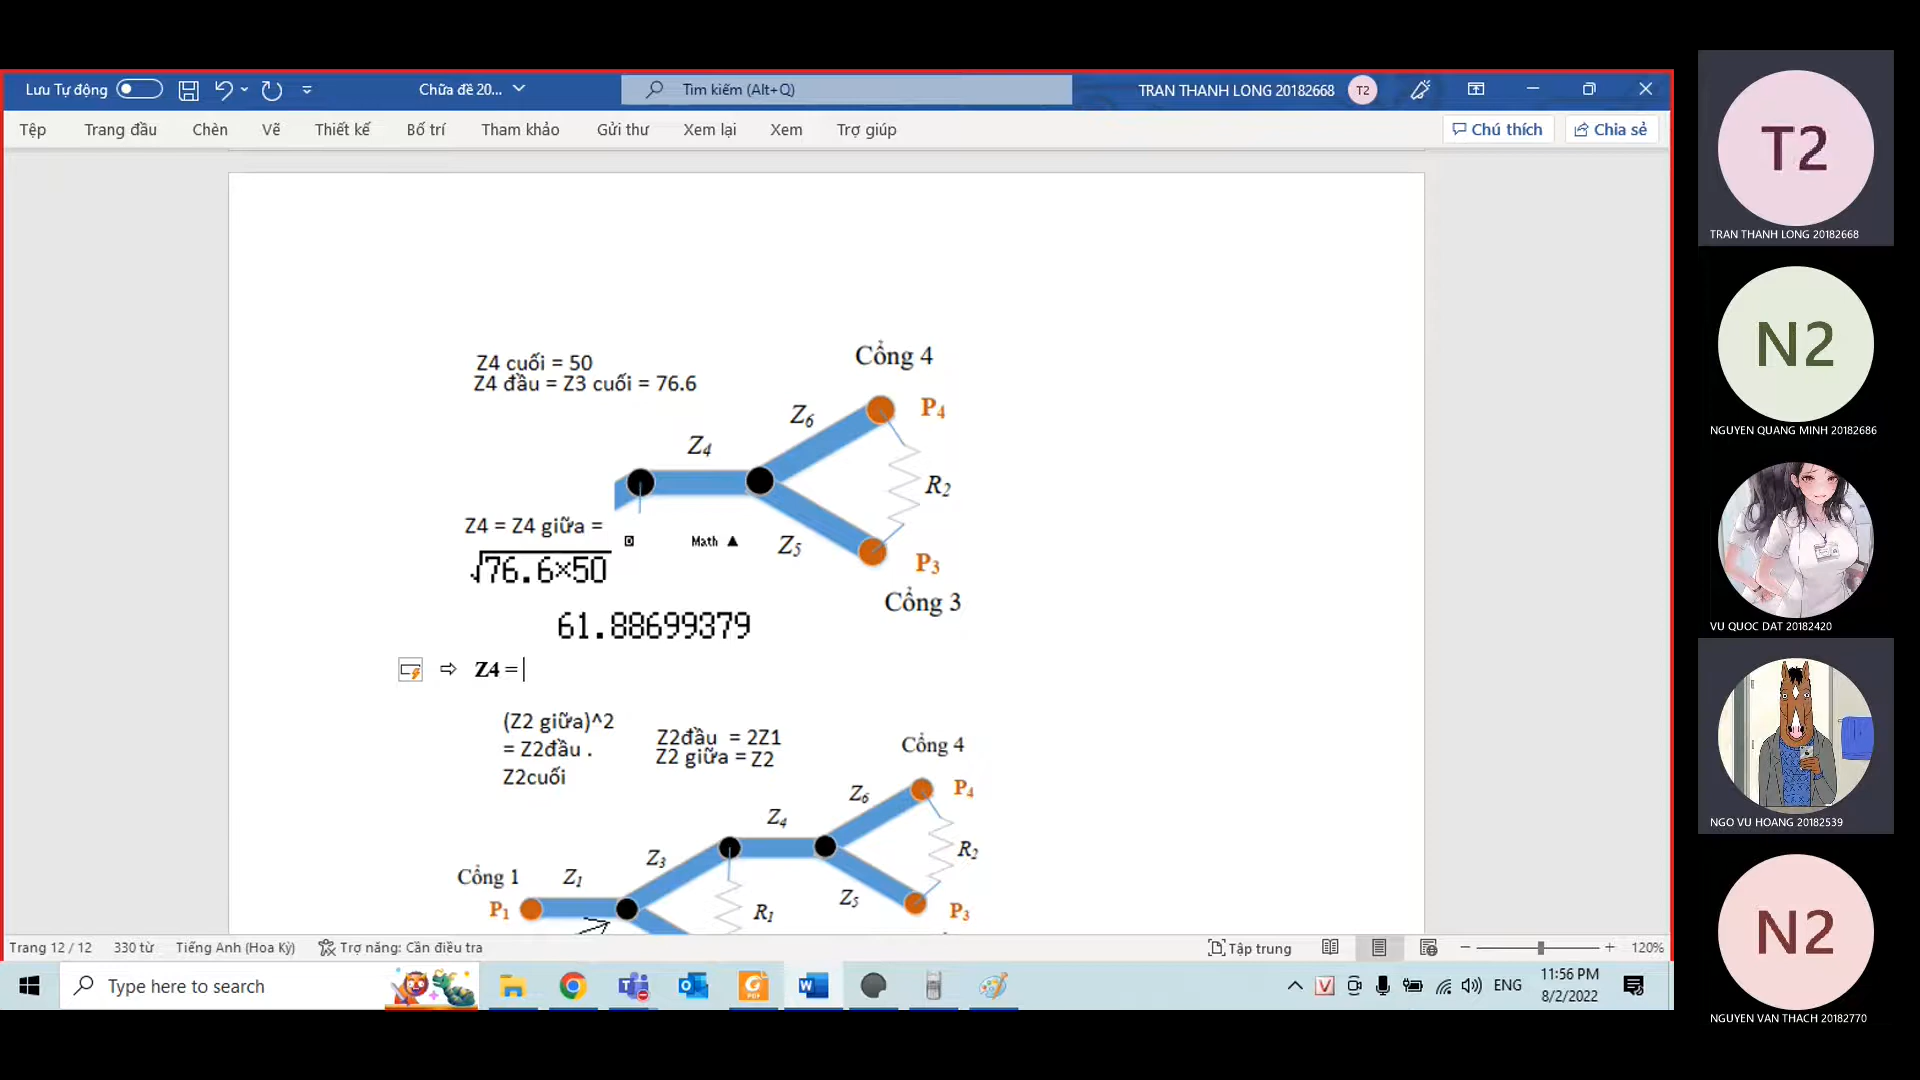 Lưu Tự động
Chữa đề 20...
Tìm kiếm (Alt+Q)
TRAN THANH LONG 20182668
T2
Tệp
Trang đầu
Chèn
Vẽ
Thiết kế
Bố trí
Tham khảo
Gửi thư
Xem lại
Xem
Trợ giúp
Chú thích
Chia sẻ
Z4 cuối = 50
Z4 đầu = Z3 cuối = 76.6
Cổng 4
Z6
P4
Z4
R2
Z4 = Z4 giữa =
D
Math ▲
Z5
P3
√76.6×50
Cổng 3
61.88699379
⇨ Z4 =
(Z2 giữa)^2
= Z2đầu .
Z2cuối
Z2đầu = 2Z1
Z2 giữa = Z2
Cổng 4
Z6
P4
Z4
R2
Z3
Cổng 1
Z1
Z5
P1
R1
P3
Trang 12 / 12
330 từ
Tiếng Anh (Hoa Kỳ)
Trợ năng: Cần điều tra
Tập trung
120%
Type here to search
ENG
11:56 PM
8/2/2022
T2
TRAN THANH LONG 20182668
N2
NGUYEN QUANG MINH 20182686
VU QUOC DAT 20182420
NGO VU HOANG 20182539
N2
NGUYEN VAN THACH 20182770